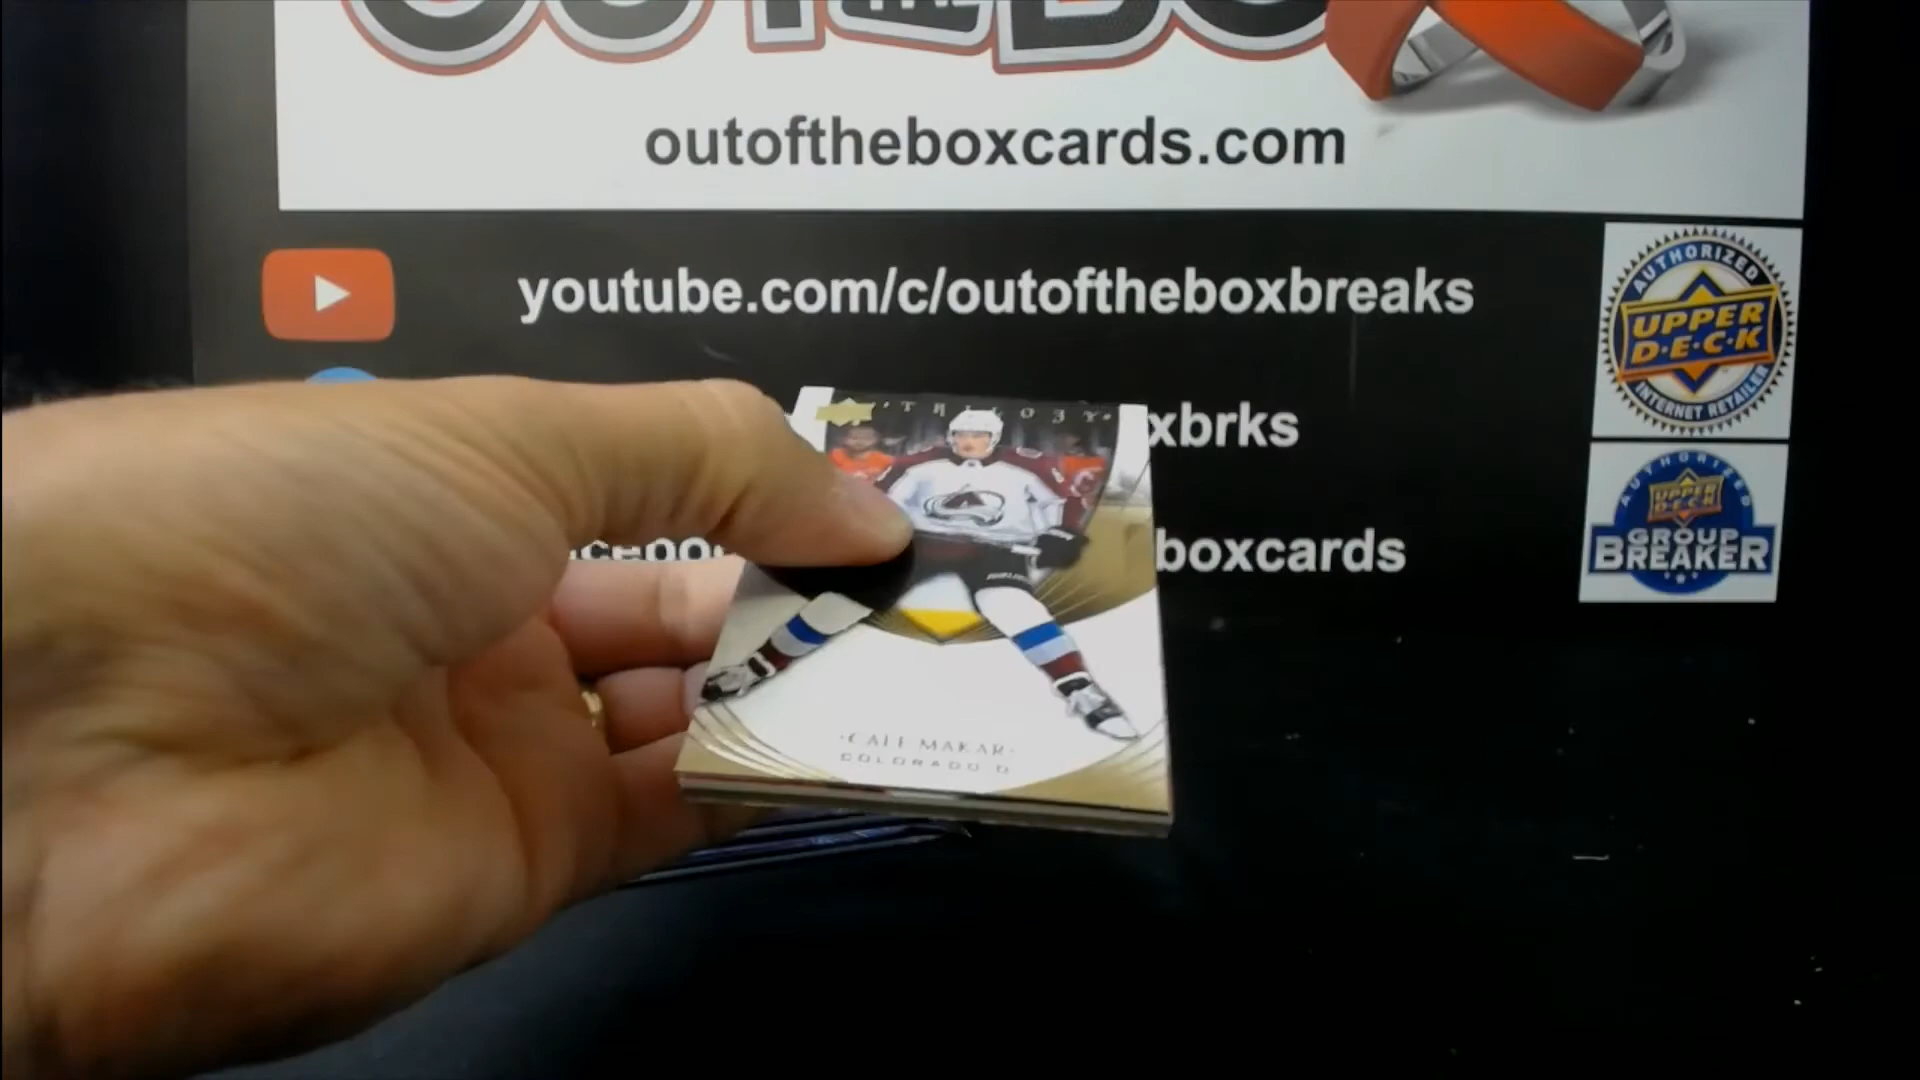 outoftheboxcards.com
youtube.com/c/outoftheboxbreaks
xbrks
boxcards
AUTHORIZED
UPPER
D·E·C·K
INTERNET RETAILER
AUTHORIZED
UPPER
DECK
GROUP
BREAKER
TRILOGY
·CALE MAKAR·
COLORADO D